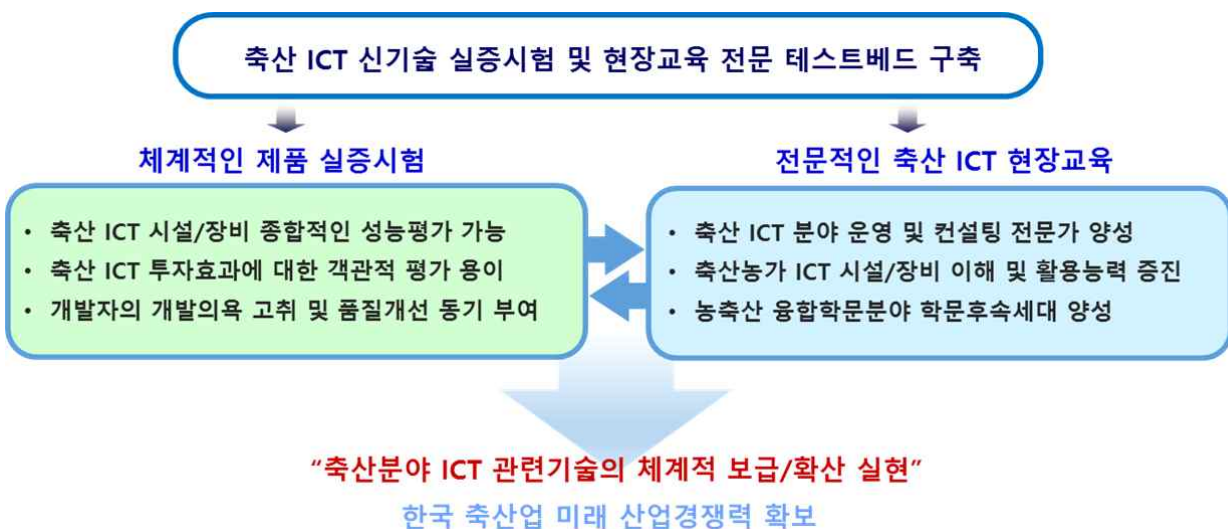 축산 ICT 신기술 실증시험 및 현장교육 전문 테스트베드 구축
체계적인 제품 실증시험
• 축산 ICT 시설/장비 종합적인 성능평가 가능
• 축산 ICT 투자효과에 대한 객관적 평가 용이
• 개발자의 개발의욕 고취 및 품질개선 동기 부여
전문적인 축산 ICT 현장교육
• 축산 ICT 분야 운영 및 컨설팅 전문가 양성
• 축산농가 ICT 시설/장비 이해 및 활용능력 증진
• 농축산 융합학문분야 학문후속세대 양성
“축산분야 ICT 관련기술의 체계적 보급/확산 실현”
한국 축산업 미래 산업경쟁력 확보